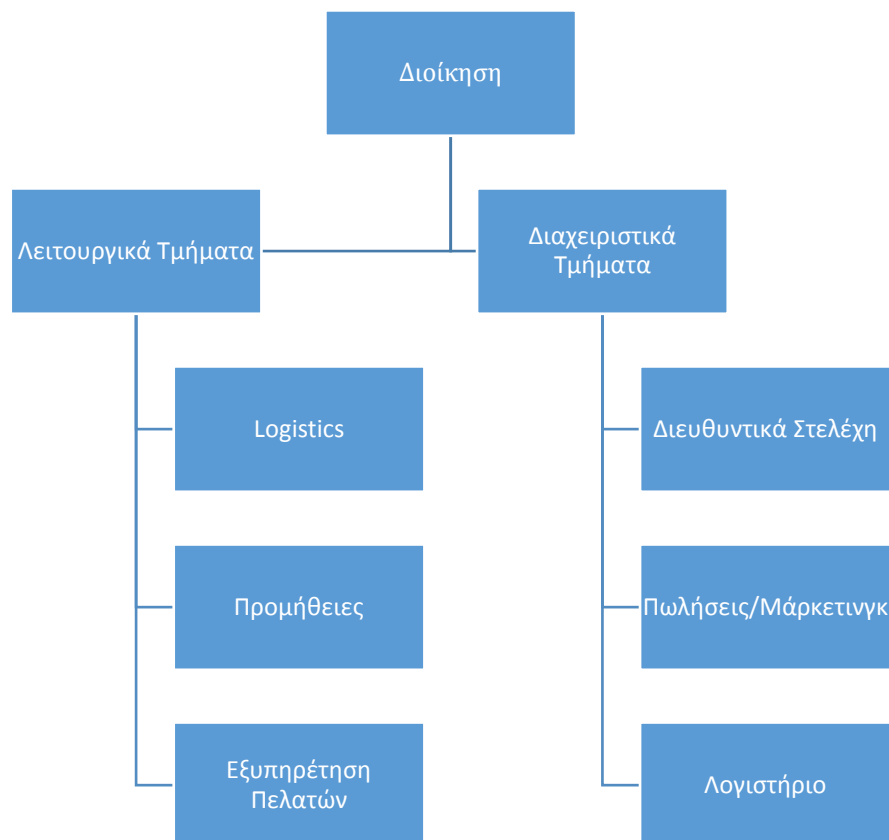 Διοίκηση
Λειτουργικά Τμήματα
Διαχειριστικά
Τμήματα
Logistics
Διευθυντικά Στελέχη
Προμήθειες
Πωλήσεις/Μάρκετινγκ
Εξυπηρέτηση
Πελατών
Λογιστήριο